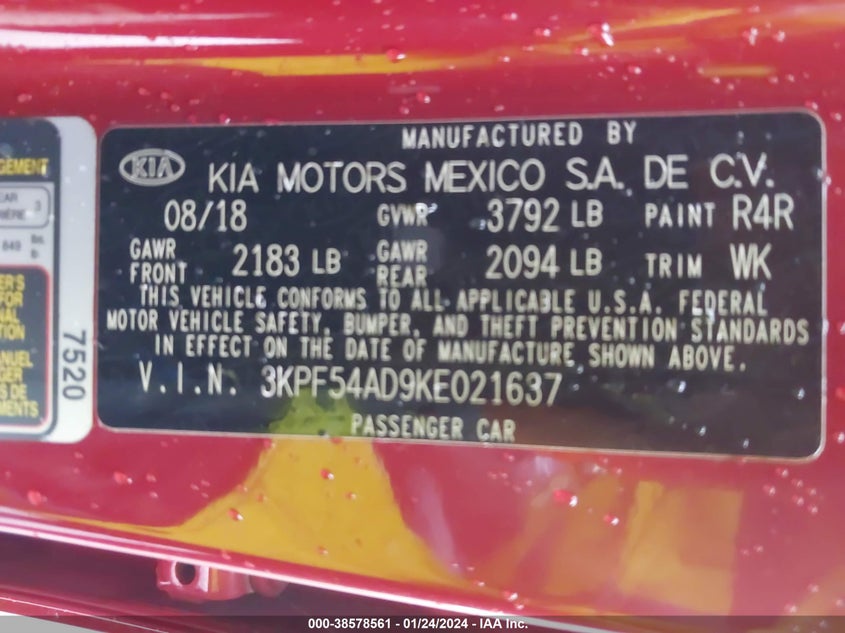 MANUFACTURED BY
KIA KIA MOTORS MEXICO S.A. DE C.V.
08/18 GVWR 3792 LB PAINT R4R
GAWR FRONT 2183 LB GAWR REAR 2094 LB TRIM WK
THIS VEHICLE CONFORMS TO ALL APPLICABLE U.S.A. FEDERAL
MOTOR VEHICLE SAFETY, BUMPER, AND THEFT PREVENTION STANDARDS
IN EFFECT ON THE DATE OF MANUFACTURE SHOWN ABOVE.
V.I.N. 3KPF54AD9KE021637
PASSENGER CAR
7520
000-38578561 - 01/24/2024 - IAA Inc.